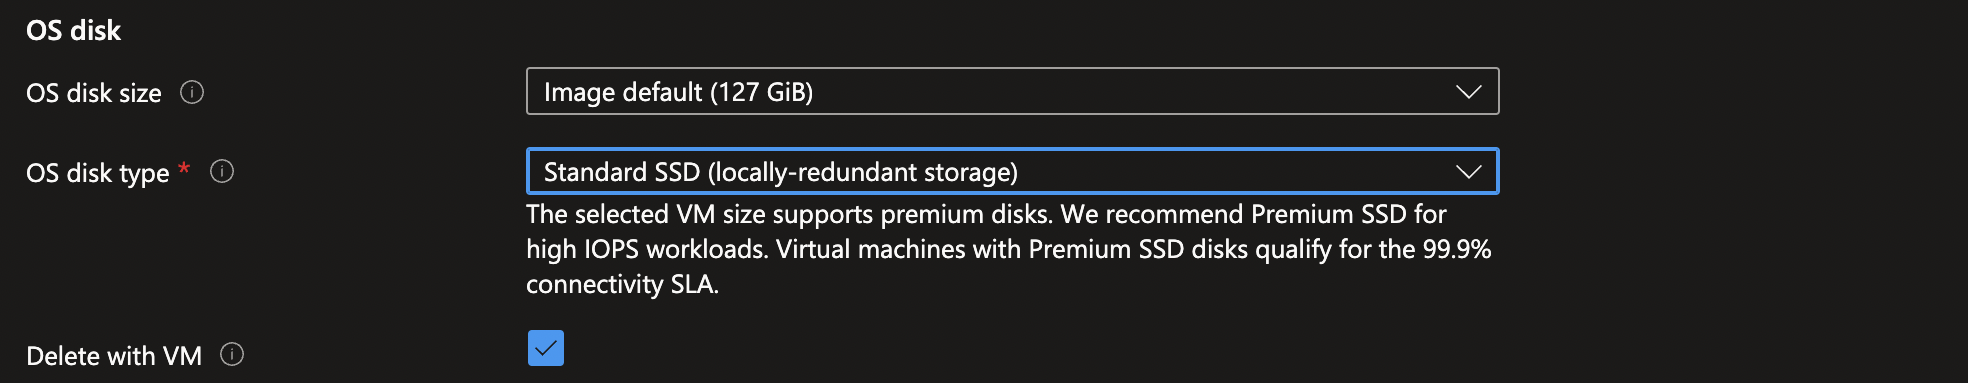 OS disk
OS disk size
Image default (127 GiB)
OS disk type *
Standard SSD (locally-redundant storage)
The selected VM size supports premium disks. We recommend Premium SSD for
high IOPS workloads. Virtual machines with Premium SSD disks qualify for the 99.9%
connectivity SLA.
Delete with VM